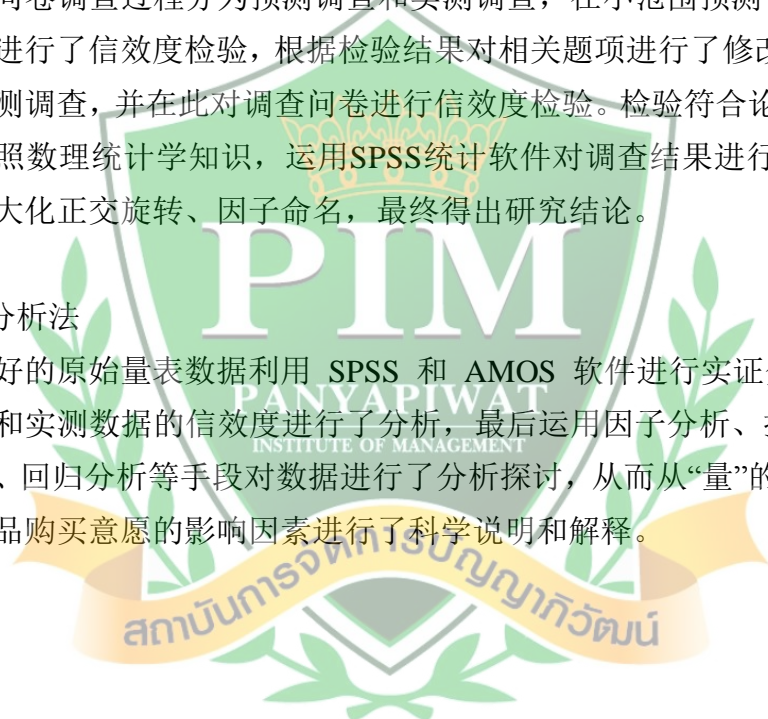 问卷调查过程分为预测调查和实测调查，在小范围预测
进行了信效度检验，根据检验结果对相关题项进行了修改
测调查，并在此对调查问卷进行信效度检验。检验符合论
照数理统计学知识，运用SPSS统计软件对调查结果进行
大化正交旋转、因子命名，最终得出研究结论。
PIM
分析法
好的原始量表数据利用 SPSS 和 AMOS 软件进行实证
PANYAPIWAT
和实测数据的信效度进行了分析，最后运用因子分析、
INSTITUTE OF MANAGEMENT
、回归分析等手段对数据进行了分析探讨，从而从“量”的
品购买意愿的影响因素进行了科学说明和解释。
สถาบันการจัดการปัญญาภิวัฒน์